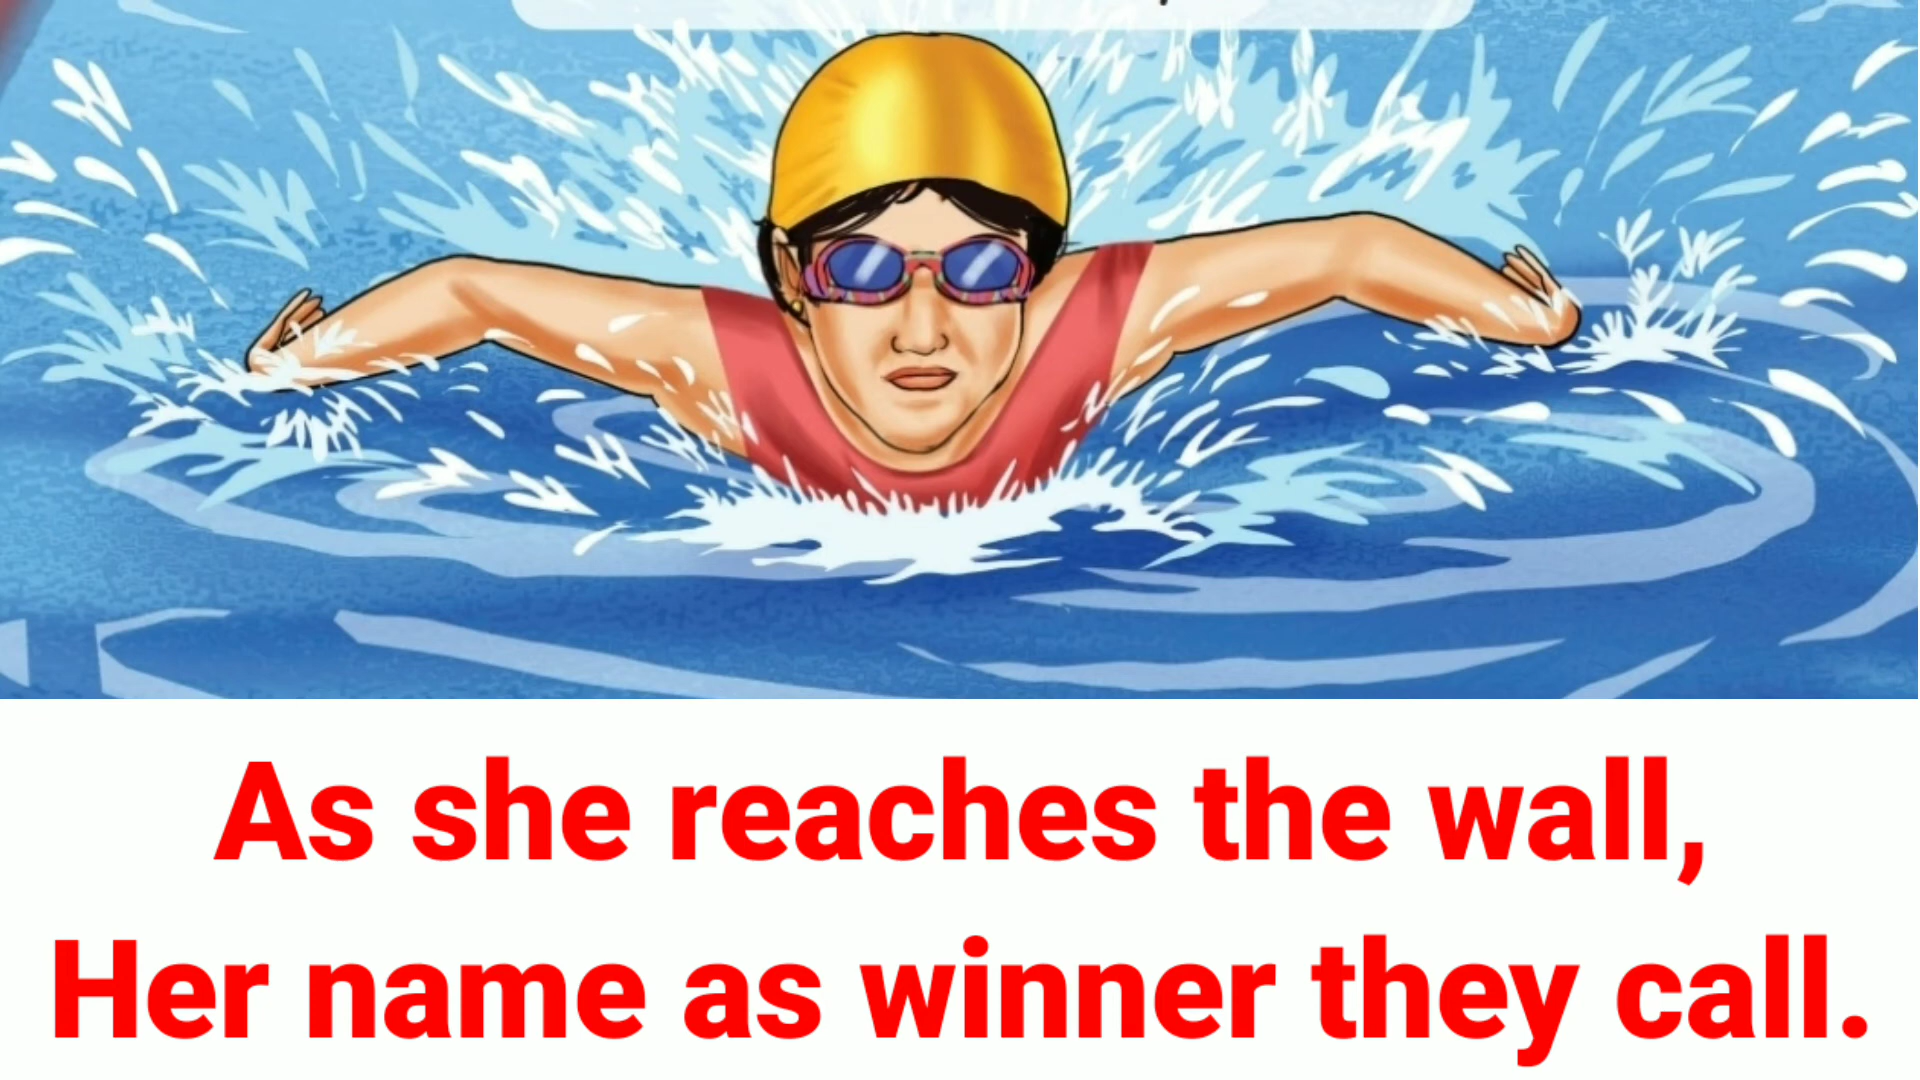 As she reaches the wall,
Her name as winner they call.